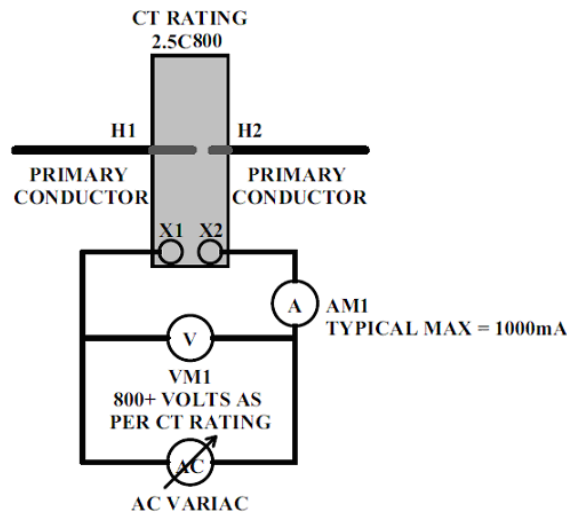 CT RATING
2.5C800
H1
H2
PRIMARY
CONDUCTOR
PRIMARY
CONDUCTOR
X1
X2
A
AM1
TYPICAL MAX = 1000mA
V
VM1
800+ VOLTS AS
PER CT RATING
AC
AC VARIAC